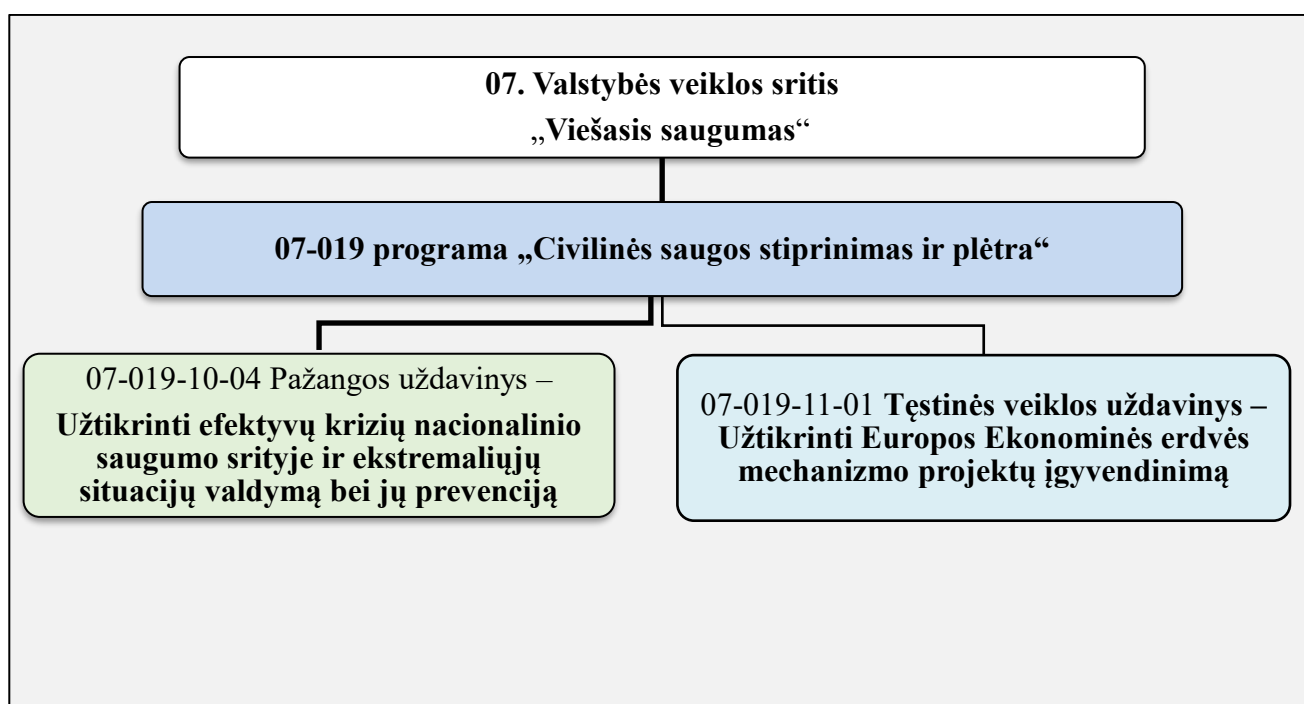 07. Valstybės veiklos sritis
„Viešasis saugumas“
07-019 programa „Civilinės saugos stiprinimas ir plėtra“
07-019-10-04 Pažangos uždavinys –
Užtikrinti efektyvų krizių nacionalinio
saugumo srityje ir ekstremaliųjų
situacijų valdymą bei jų prevenciją
07-019-11-01 Tęstinės veiklos uždavinys –
Užtikrinti Europos Ekonominės erdvės
mechanizmo projektų įgyvendinimą